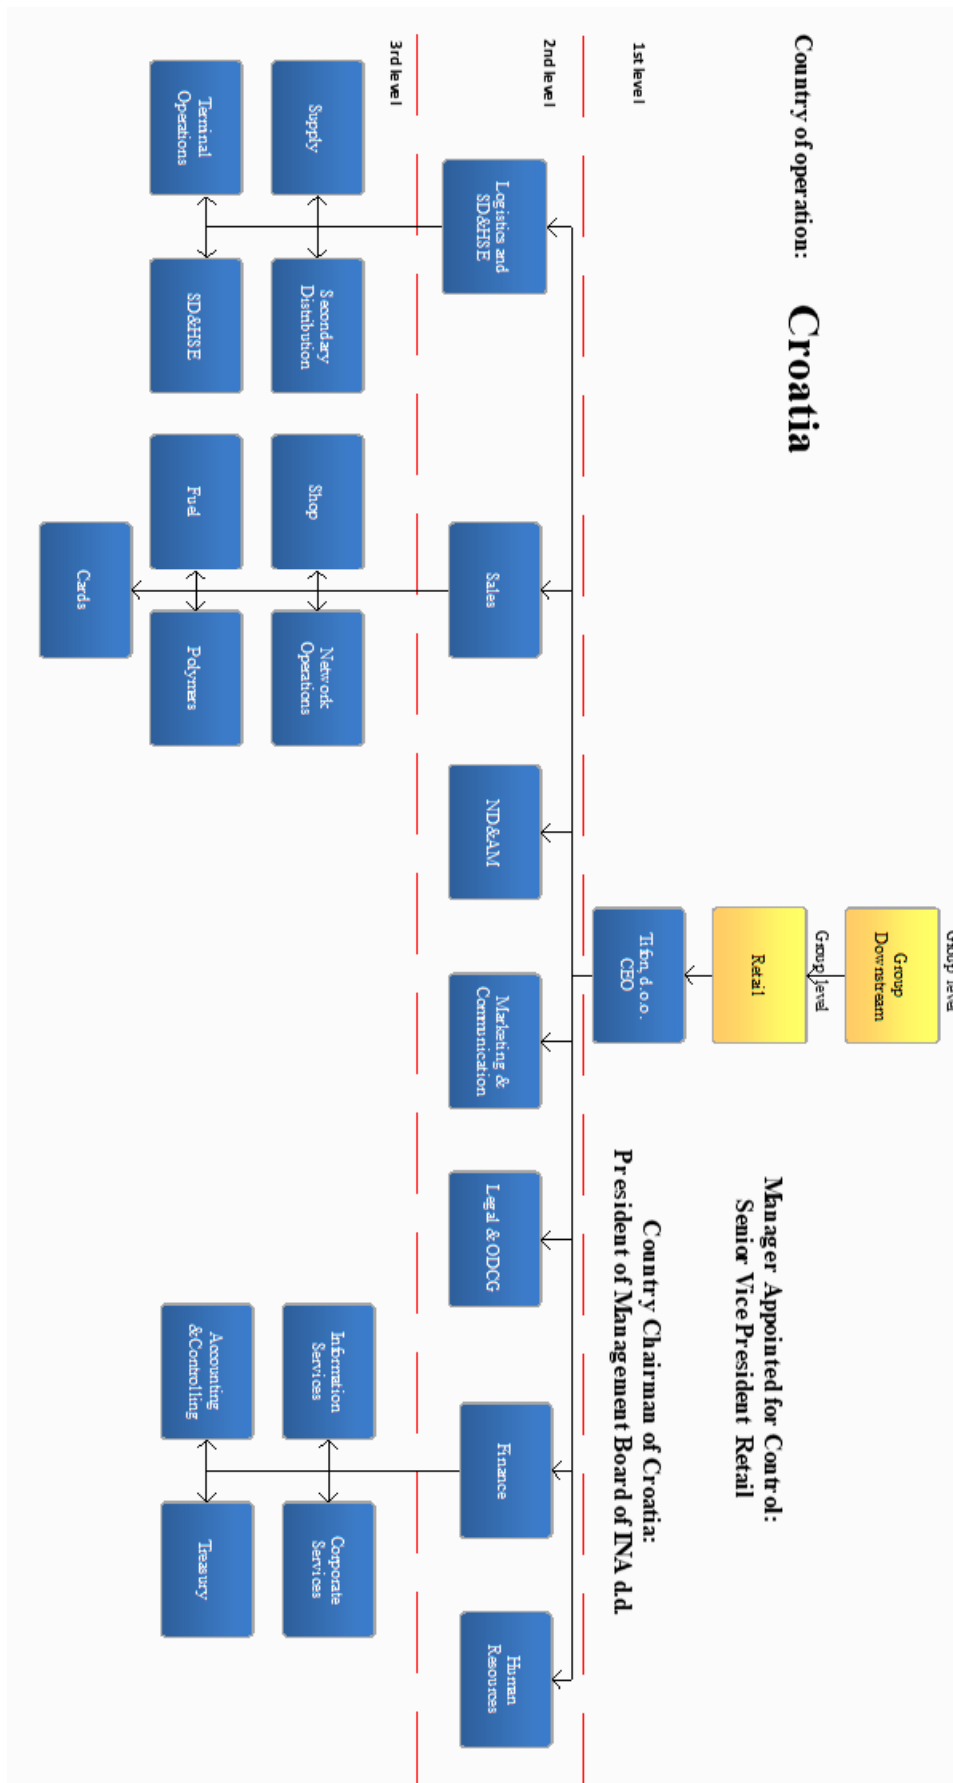 Country of operation: Croatia
Group level
Group
Downstream
Group level
Retail
Manager Appointed for Control:
Senior Vice President Retail
1st level
Tifon, d.o.o.
CEO
Country Chairman of Croatia:
President of Management Board of INA d.d.
2nd level
Logistics and
SD&HSE
Sales
ND&AM
Marketing &
Communication
Legal & ODCG
Finance
Human
Resources
3rd level
Supply
Secondary
Distribution
Shop
Network
Operations
Information
Services
Corporate
Services
Terminal
Operations
SD&HSE
Fuel
Polymers
Accounting
&Controlling
Treasury
Cards